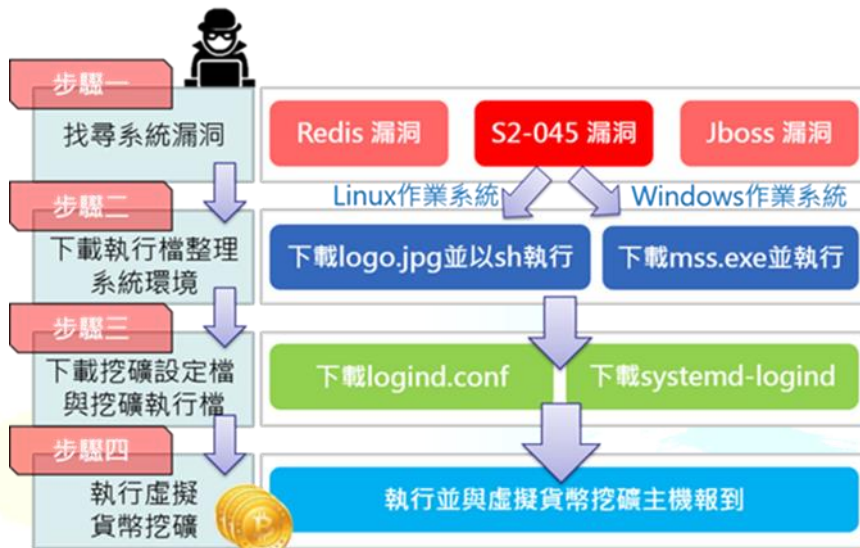 步驟一
找尋系統漏洞
Redis 漏洞
S2-045 漏洞
Jboss 漏洞
Linux作業系統
Windows作業系統
步驟二
下載執行檔整理
系統環境
下載logo.jpg並以sh執行
下載mss.exe並執行
步驟三
下載挖礦設定檔
與挖礦執行檔
下載logind.conf
下載systemd-logind
步驟四
執行虛擬
貨幣挖礦
執行並與虛擬貨幣挖礦主機報到